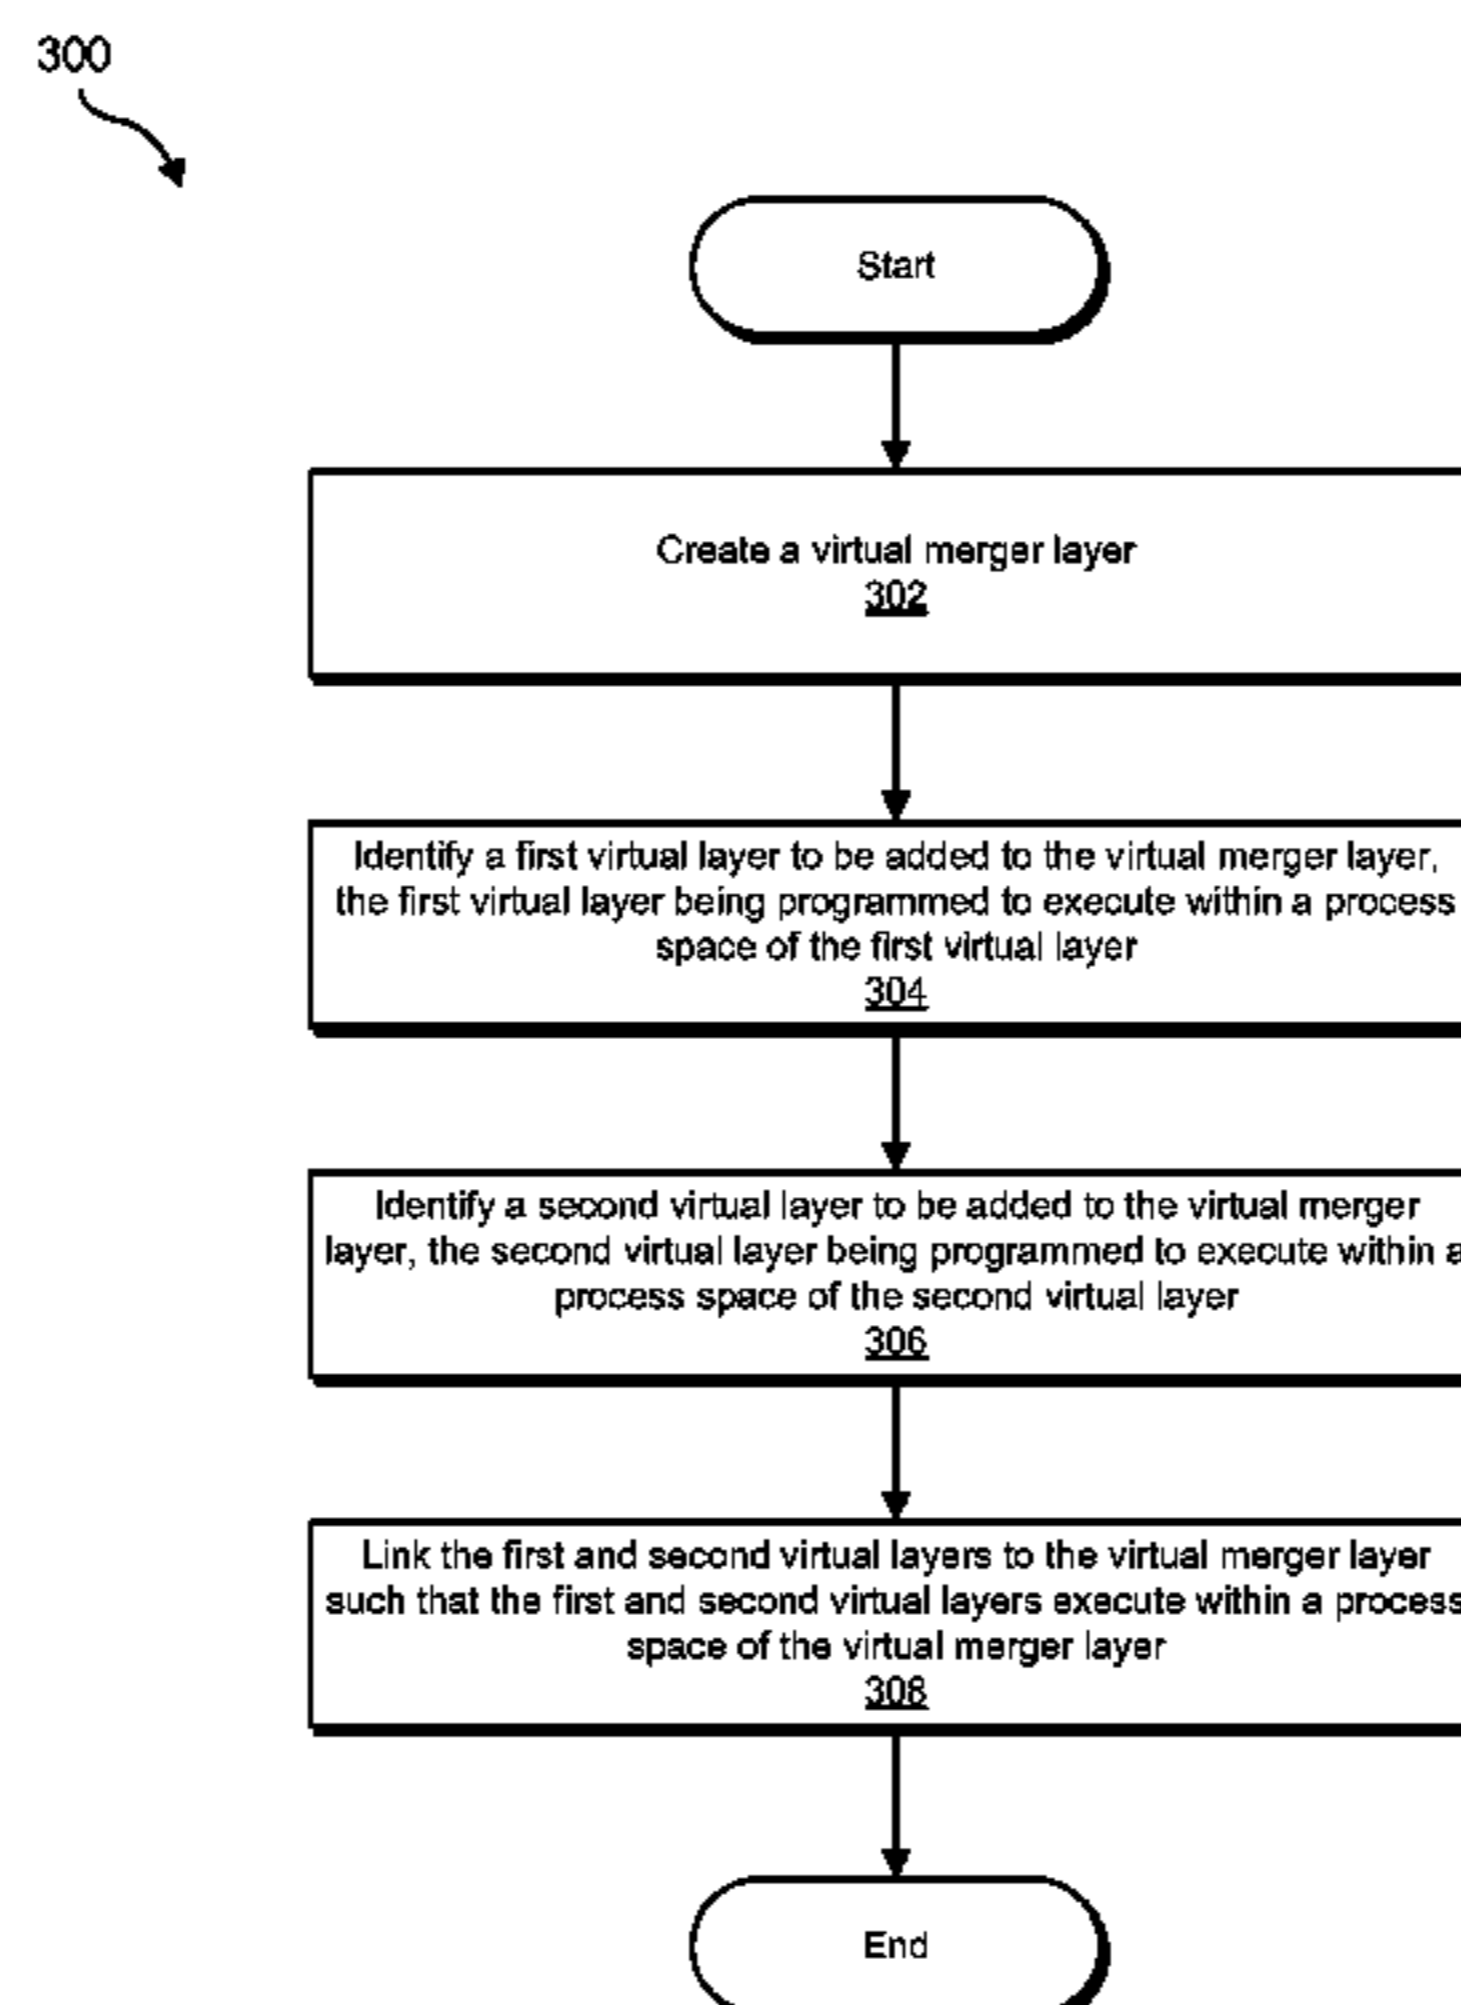 300
Start
Create a virtual merger layer
302
Identify a first virtual layer to be added to the virtual merger layer,
the first virtual layer being programmed to execute within a process
space of the first virtual layer
304
Identify a second virtual layer to be added to the virtual merger
layer, the second virtual layer being programmed to execute within a
process space of the second virtual layer
306
Link the first and second virtual layers to the virtual merger layer
such that the first and second virtual layers execute within a process
space of the virtual merger layer
308
End